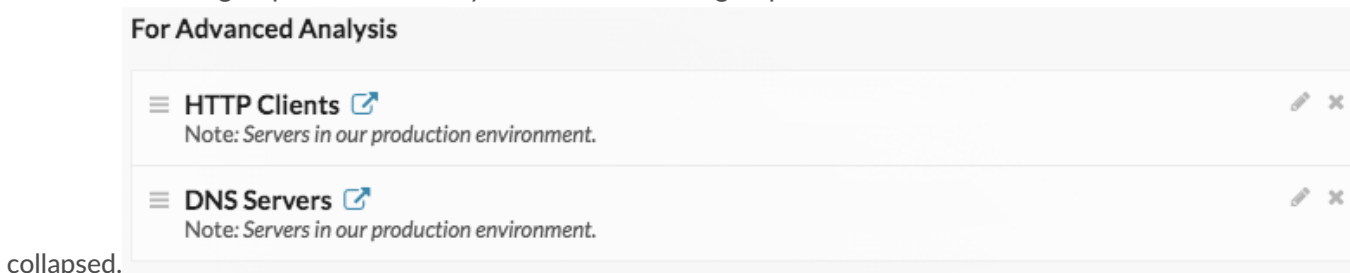 For Advanced Analysis
HTTP Clients
Note: Servers in our production environment.
DNS Servers
Note: Servers in our production environment.
collapsed.